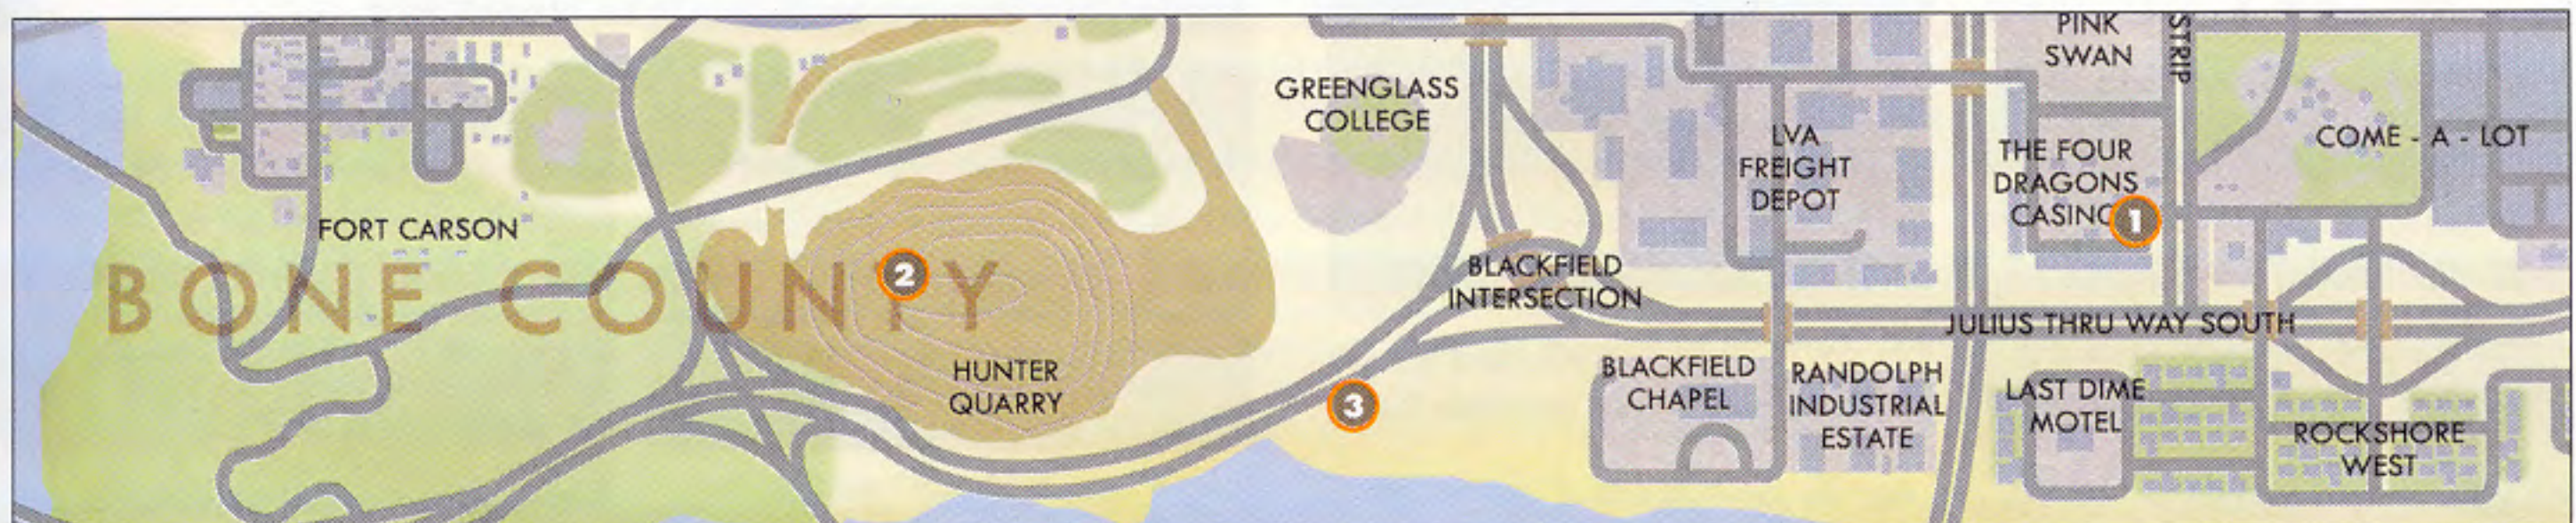 PINK
SWAN
STRIP
GREENGLASS
COLLEGE
COME - A - LOT
LVA
FREIGHT
DEPOT
THE FOUR
DRAGONS
CASINO
1
FORT CARSON
BONE COUNTY
2
BLACKFIELD
INTERSECTION
JULIUS THRU WAY SOUTH
HUNTER
QUARRY
3
BLACKFIELD
CHAPEL
RANDOLPH
INDUSTRIAL
ESTATE
LAST DIME
MOTEL
ROCKSHORE
WEST